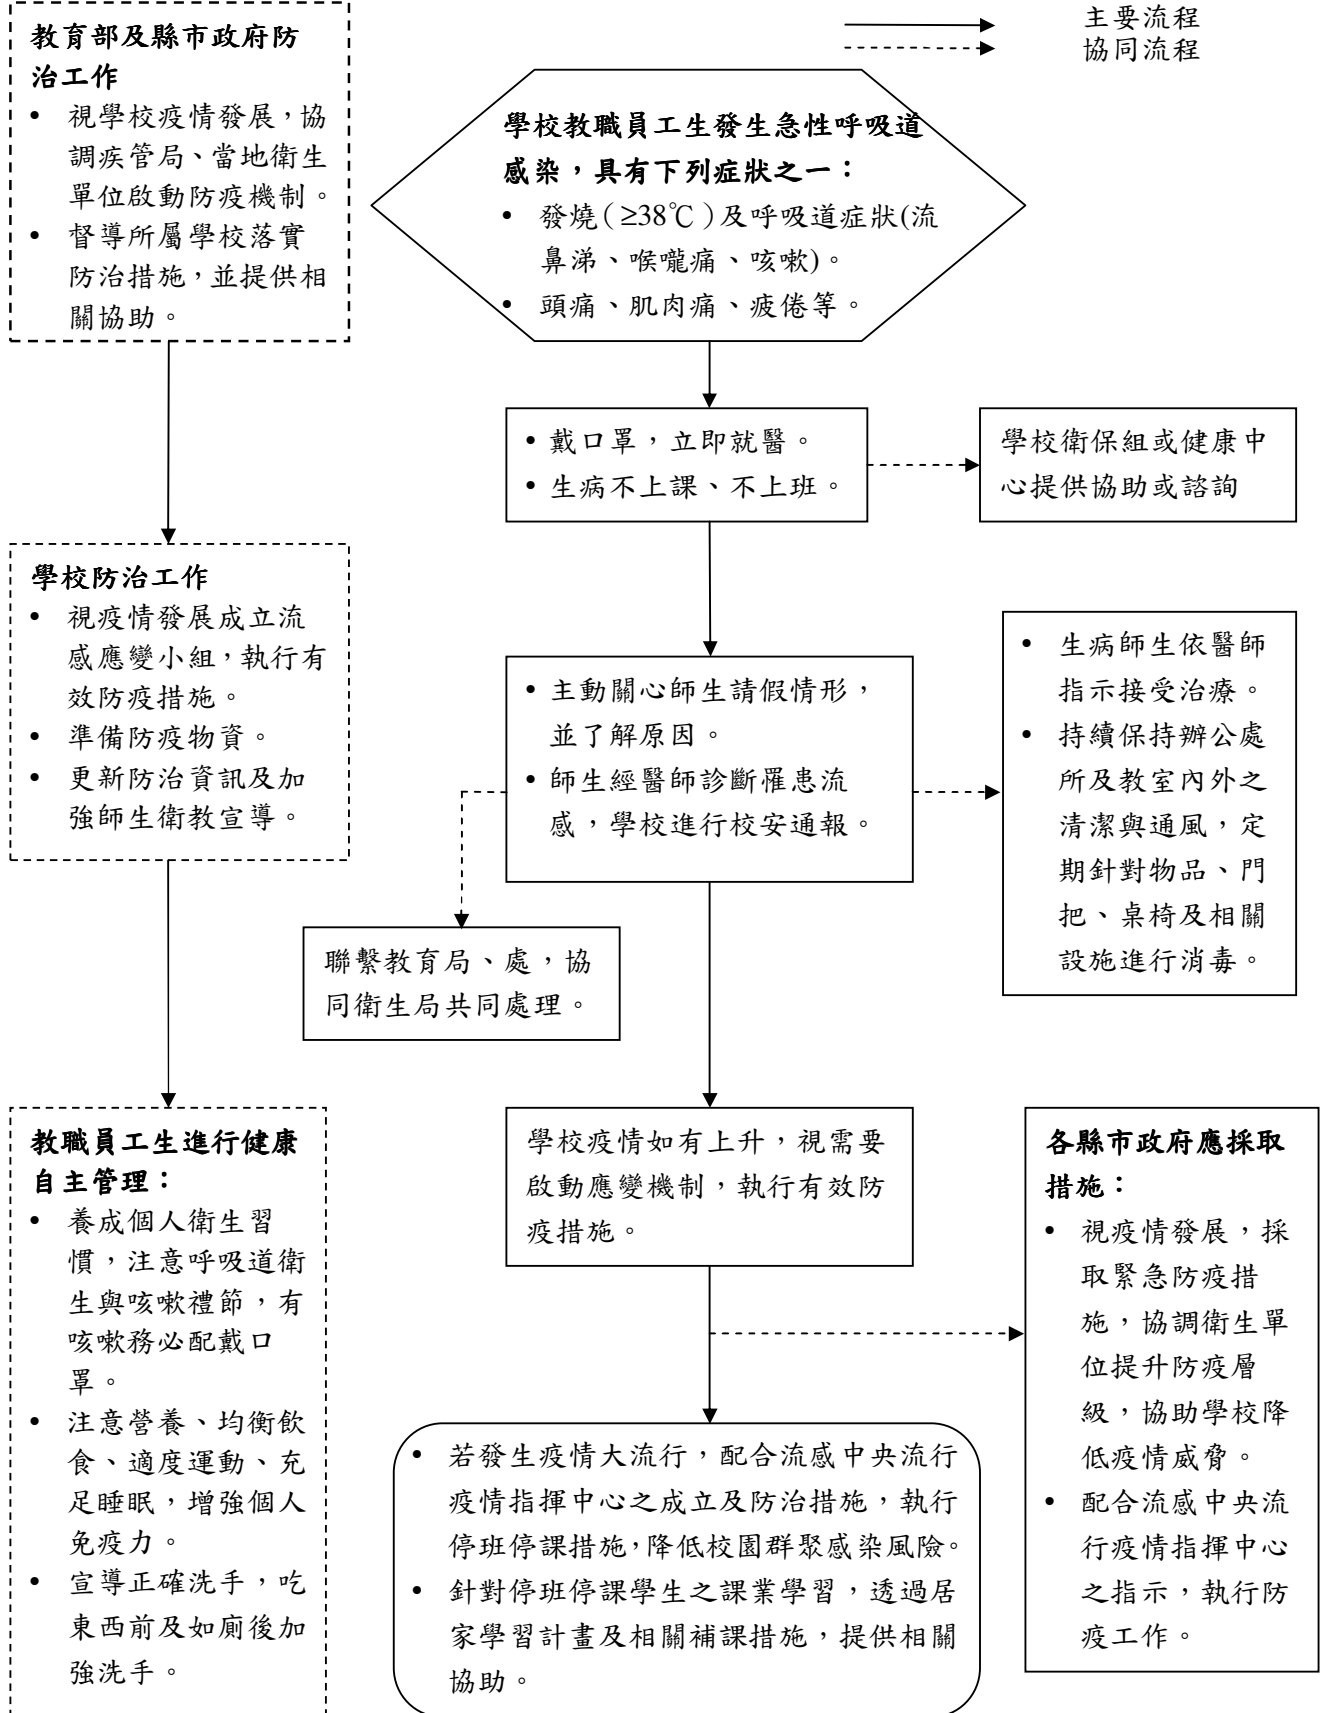 主要流程
協同流程
教育部及縣市政府防
治工作
• 視學校疫情發展，協
調疾管局、當地衛生
單位啟動防疫機制。
• 督導所屬學校落實
防治措施，並提供相
關協助。
學校防治工作
• 視疫情發展成立流
感應變小組，執行有
效防疫措施。
• 準備防疫物資。
• 更新防治資訊及加
強師生衛教宣導。
教職員工生進行健康
自主管理：
• 養成個人衛生習
慣，注意呼吸道衛
生與咳嗽禮節，有
咳嗽務必配戴口
罩。
• 注意營養、均衡飲
食、適度運動、充
足睡眠，增強個人
免疫力。
• 宣導正確洗手，吃
東西前及如廁後加
強洗手。
學校教職員工生發生急性呼吸道
感染，具有下列症狀之一：
• 發燒（≥38℃）及呼吸道症狀(流
鼻涕、喉嚨痛、咳嗽)。
• 頭痛、肌肉痛、疲倦等。
• 戴口罩，立即就醫。
• 生病不上課、不上班。
學校衛保組或健康中
心提供協助或諮詢
• 主動關心師生請假情形，
並了解原因。
• 師生經醫師診斷罹患流
感，學校進行校安通報。
• 生病師生依醫師
指示接受治療。
• 持續保持辦公處
所及教室內外之
清潔與通風，定
期針對物品、門
把、桌椅及相關
設施進行消毒。
聯繫教育局、處，協
同衛生局共同處理。
學校疫情如有上升，視需要
啟動應變機制，執行有效防
疫措施。
各縣市政府應採取
措施：
• 視疫情發展，採
取緊急防疫措
施，協調衛生單
位提升防疫層
級，協助學校降
低疫情威脅。
• 配合流感中央流
行疫情指揮中心
之指示，執行防
疫工作。
• 若發生疫情大流行，配合流感中央流行
疫情指揮中心之成立及防治措施，執行
停班停課措施，降低校園群聚感染風險。
• 針對停班停課學生之課業學習，透過居
家學習計畫及相關補課措施，提供相關
協助。